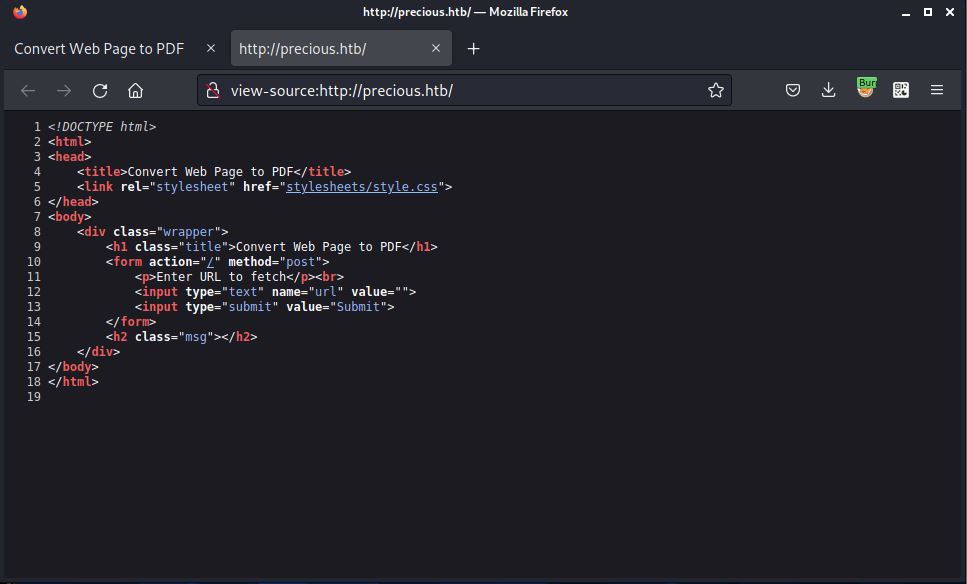 http://precious.htb/ — Mozilla Firefox
Convert Web Page to PDF
http://precious.htb/
view-source:http://precious.htb/
Burr
1 <!DOCTYPE html>
2 <html>
3 <head>
4     <title>Convert Web Page to PDF</title>
5     <link rel="stylesheet" href="stylesheets/style.css">
6 </head>
7 <body>
8     <div class="wrapper">
9         <h1 class="title">Convert Web Page to PDF</h1>
10         <form action="/" method="post">
11             <p>Enter URL to fetch</p><br>
12             <input type="text" name="url" value="">
13             <input type="submit" value="Submit">
14         </form>
15         <h2 class="msg"></h2>
16     </div>
17 </body>
18 </html>
19